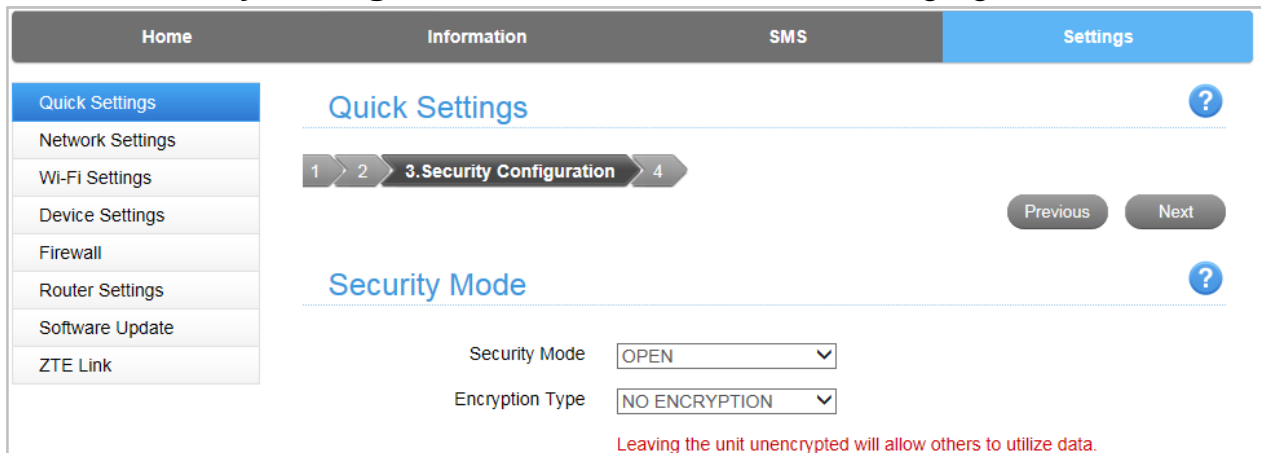 Home Information SMS Settings
Quick Settings
Network Settings
Wi-Fi Settings
Device Settings
Firewall
Router Settings
Software Update
ZTE Link
Quick Settings ?
1 2 3.Security Configuration 4
Previous Next
Security Mode ?
Security Mode OPEN
Encryption Type NO ENCRYPTION
Leaving the unit unencrypted will allow others to utilize data.